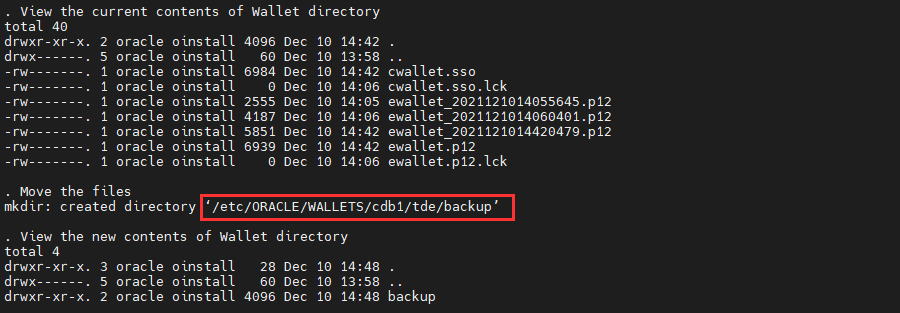 . View the current contents of Wallet directory
total 40
drwxr-xr-x. 2 oracle oinstall 4096 Dec 10 14:42 .
drwx------. 5 oracle oinstall   60 Dec 10 13:58 ..
-rw-------. 1 oracle oinstall 6984 Dec 10 14:42 cwallet.sso
-rw-------. 1 oracle oinstall    0 Dec 10 14:06 cwallet.sso.lck
-rw-------. 1 oracle oinstall 2555 Dec 10 14:05 ewallet_2021121014055645.p12
-rw-------. 1 oracle oinstall 4187 Dec 10 14:06 ewallet_2021121014060401.p12
-rw-------. 1 oracle oinstall 5851 Dec 10 14:42 ewallet_2021121014420479.p12
-rw-------. 1 oracle oinstall 6939 Dec 10 14:42 ewallet.p12
-rw-------. 1 oracle oinstall    0 Dec 10 14:06 ewallet.p12.lck
. Move the files
mkdir: created directory ‘/etc/ORACLE/WALLETS/cdb1/tde/backup’
. View the new contents of Wallet directory
total 4
drwxr-xr-x. 3 oracle oinstall   28 Dec 10 14:48 .
drwx------. 5 oracle oinstall   60 Dec 10 13:58 ..
drwxr-xr-x. 2 oracle oinstall 4096 Dec 10 14:48 backup